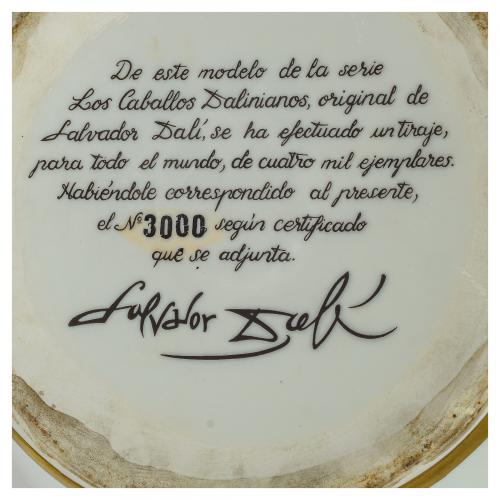 De este modelo de la serie
Los Caballos Dalinianos, original de
Salvador Dalí, se ha efectuado un tiraje,
para todo el mundo, de cuatro mil ejemplares.
Habiéndole correspondido al presente,
el Nº 3000 según certificado
que se adjunta.
Salvador Dalí